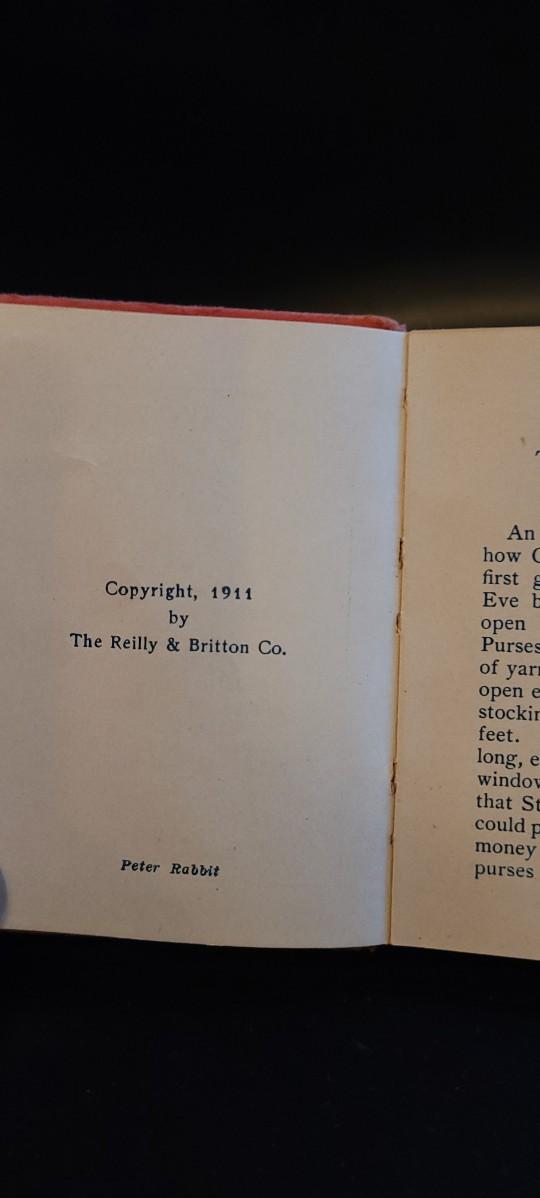 Copyright, 1911
by
The Reilly & Britton Co.
Peter Rabbit
An
how
first
Eve
open
Purses
of
open
feet.
long,
that
could
money
purses